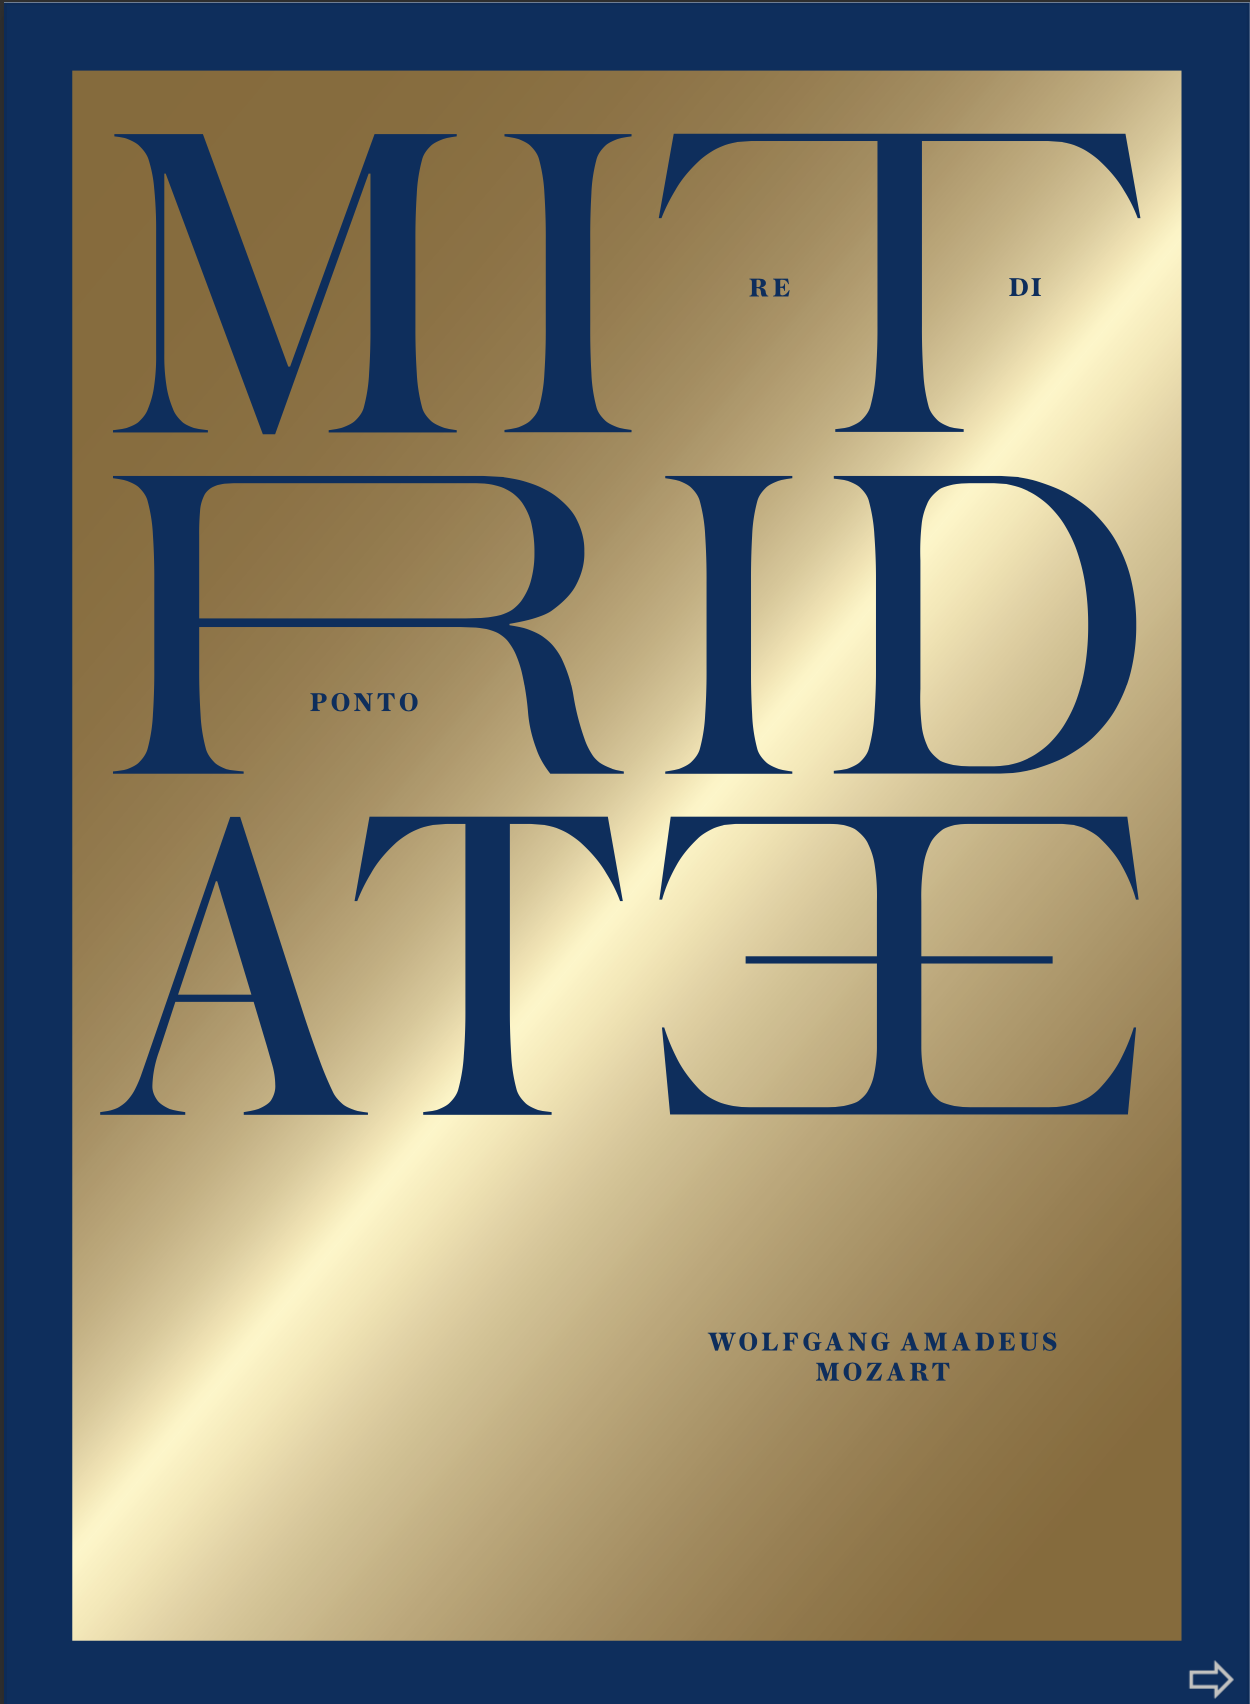 MIT
RE DI
RID
PONTO
ATE
WOLFGANG AMADEUS
MOZART